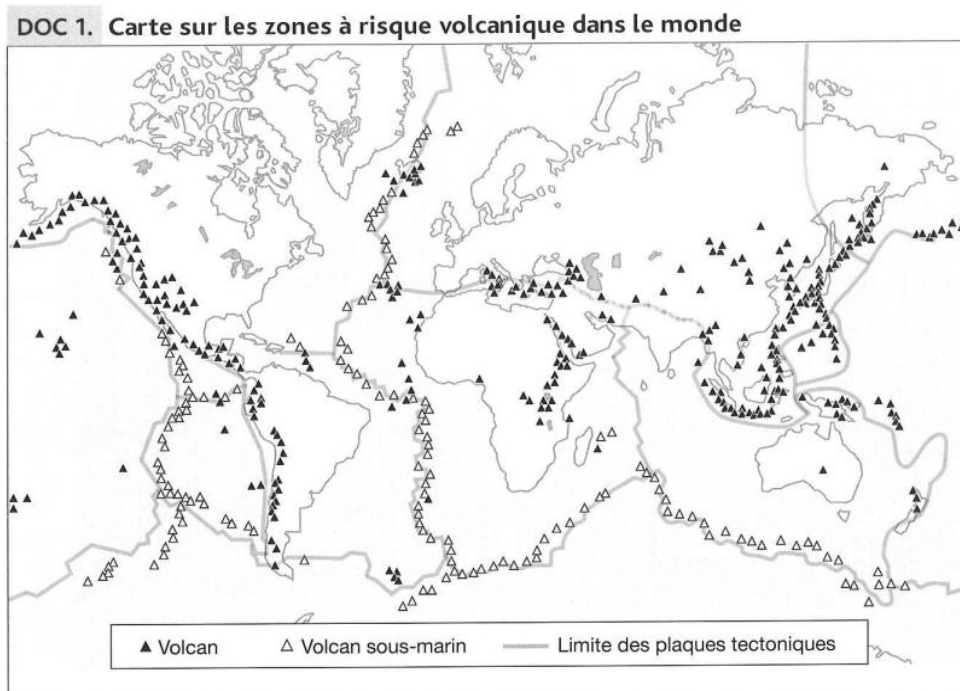 DOC 1. Carte sur les zones à risque volcanique dans le monde
Volcan
Volcan sous-marin
Limite des plaques tectoniques